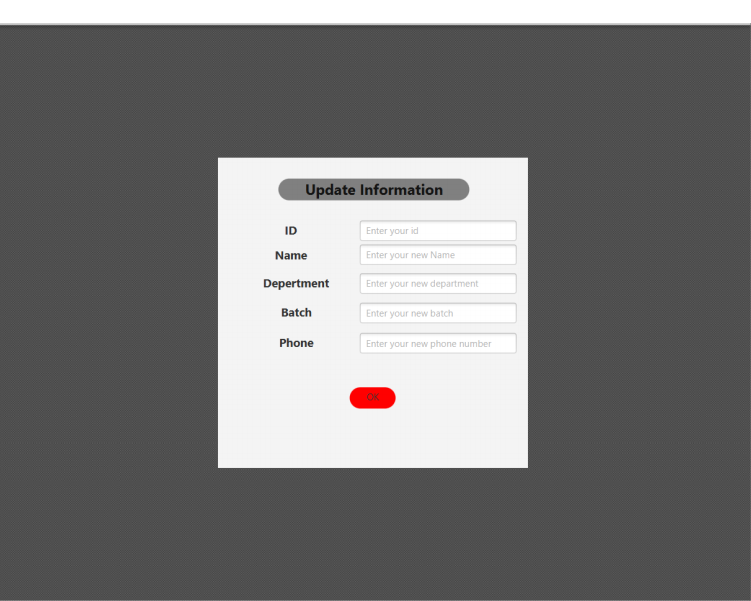 Update Information
ID Enter your id
Name Enter your new Name
Depertment Enter your new department
Batch Enter your new batch
Phone Enter your new phone number
OK